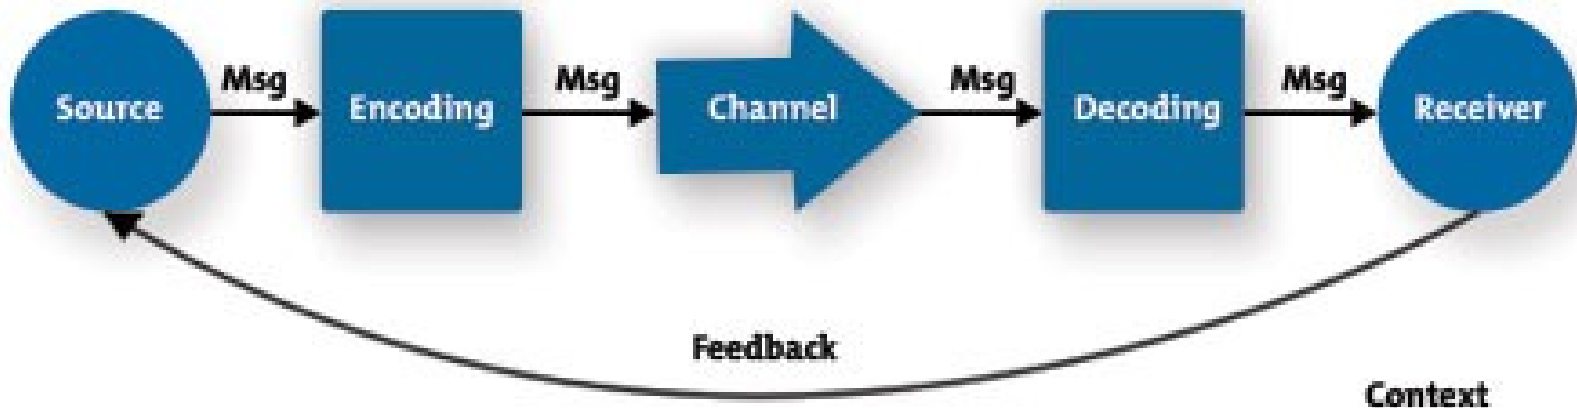 Msg
Msg
Msg
Msg
Source
Encoding
Channel
Decoding
Receiver
Feedback
Context